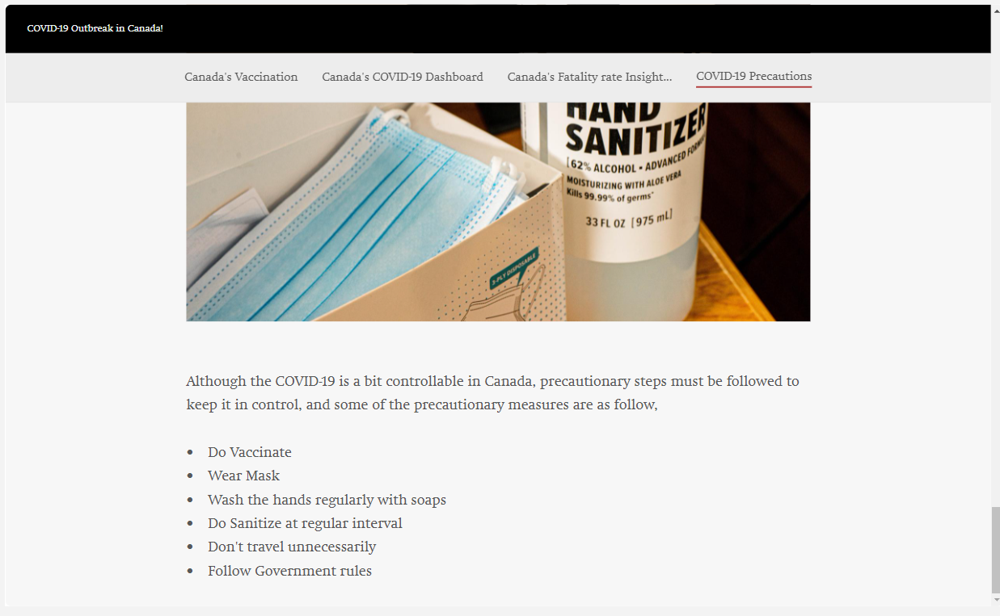 COVID-19 Outbreak in Canada!
Canada's Vaccination
Canada's COVID-19 Dashboard
Canada's Fatality rate Insight...
COVID-19 Precautions
HAND
SANITIZER
[62% ALCOHOL • ADVANCED FORMULA
MOISTURIZING WITH ALOE VERA
Kills 99.99% of germs*
33 FL OZ [975 mL]
3-PLY DISPOSABLE
Although the COVID-19 is a bit controllable in Canada, precautionary steps must be followed to
keep it in control, and some of the precautionary measures are as follow,
• Do Vaccinate
• Wear Mask
• Wash the hands regularly with soaps
• Do Sanitize at regular interval
• Don't travel unnecessarily
• Follow Government rules